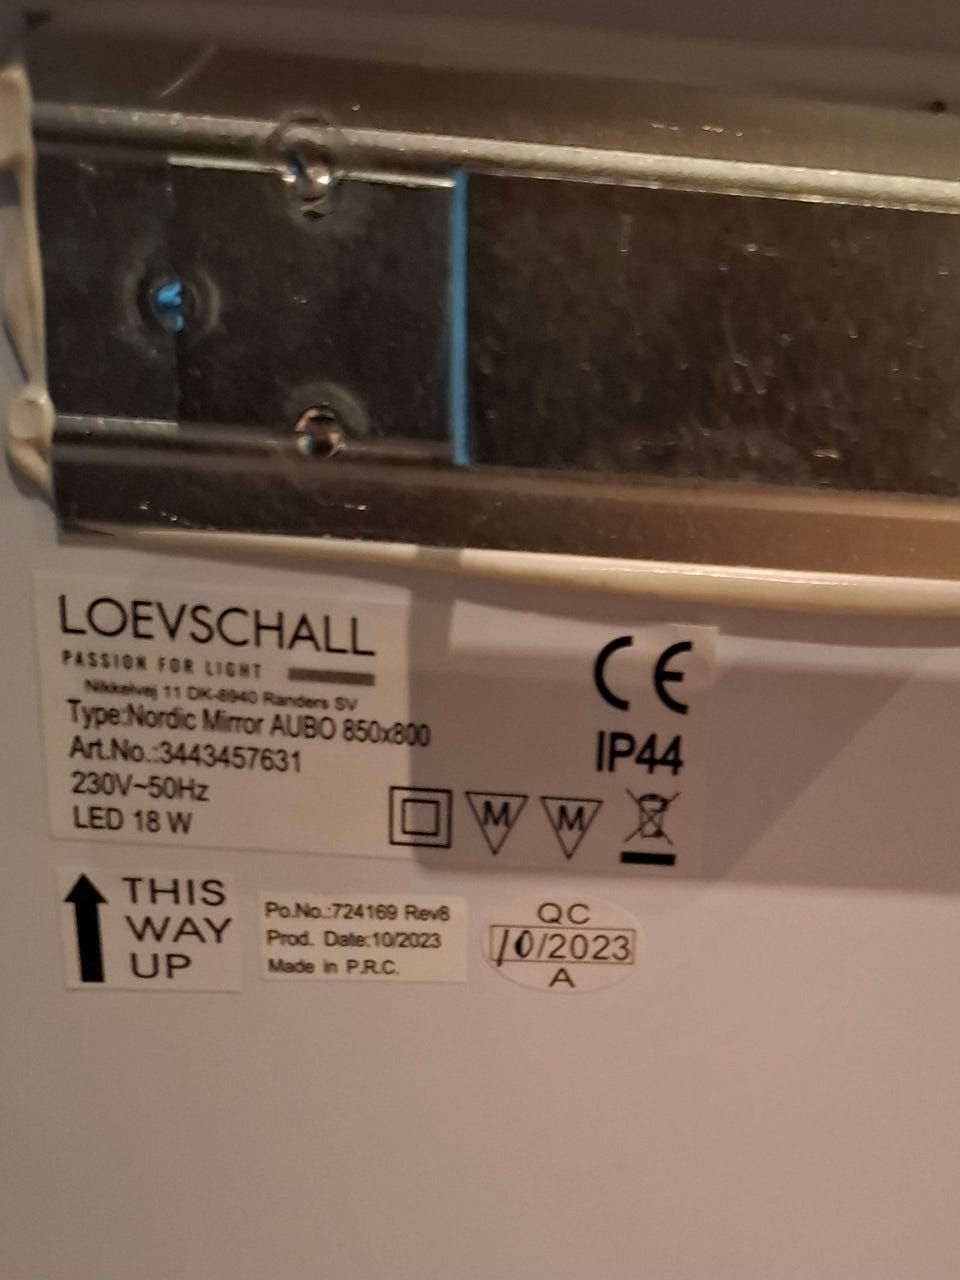 LOEVSCHALL
PASSION FOR LIGHT
Nikkelvej 11 DK-8940 Randers SV
Type:Nordic Mirror AUBO 850x800
Art.No.:3443457631
230V~50Hz
LED 18 W
CE
IP44
M M
THIS
WAY
UP
Po.No.:724169 Rev8
Prod. Date:10/2023
Made in P.R.C.
QC
10/2023
A